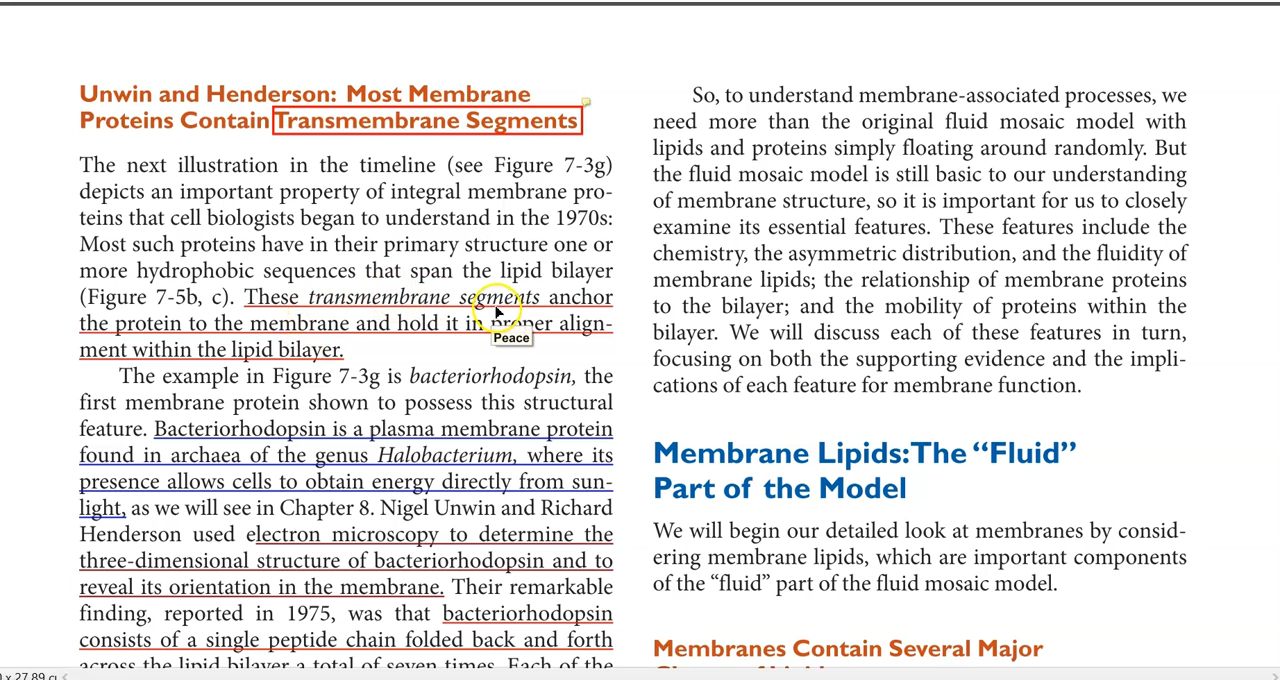 Unwin and Henderson: Most Membrane
Proteins Contain Transmembrane Segments
The next illustration in the timeline (see Figure 7-3g)
depicts an important property of integral membrane pro-
teins that cell biologists began to understand in the 1970s:
Most such proteins have in their primary structure one or
more hydrophobic sequences that span the lipid bilayer
(Figure 7-5b, c). These transmembrane segments anchor
the protein to the membrane and hold it in proper align-
Peace
ment within the lipid bilayer.
The example in Figure 7-3g is bacteriorhodopsin, the
first membrane protein shown to possess this structural
feature. Bacteriorhodopsin is a plasma membrane protein
found in archaea of the genus Halobacterium, where its
presence allows cells to obtain energy directly from sun-
light, as we will see in Chapter 8. Nigel Unwin and Richard
Henderson used electron microscopy to determine the
three-dimensional structure of bacteriorhodopsin and to
reveal its orientation in the membrane. Their remarkable
finding, reported in 1975, was that bacteriorhodopsin
consists of a single peptide chain folded back and forth
across the lipid bilayer a total of seven times. Each of the
So, to understand membrane-associated processes, we
need more than the original fluid mosaic model with
lipids and proteins simply floating around randomly. But
the fluid mosaic model is still basic to our understanding
of membrane structure, so it is important for us to closely
examine its essential features. These features include the
chemistry, the asymmetric distribution, and the fluidity of
membrane lipids; the relationship of membrane proteins
to the bilayer; and the mobility of proteins within the
bilayer. We will discuss each of these features in turn,
focusing on both the supporting evidence and the impli-
cations of each feature for membrane function.
Membrane Lipids: The “Fluid”
Part of the Model
We will begin our detailed look at membranes by consid-
ering membrane lipids, which are important components
of the “fluid” part of the fluid mosaic model.
Membranes Contain Several Major